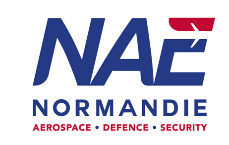 NAE
NORMANDIE
AEROSPACE • DEFENCE • SECURITY